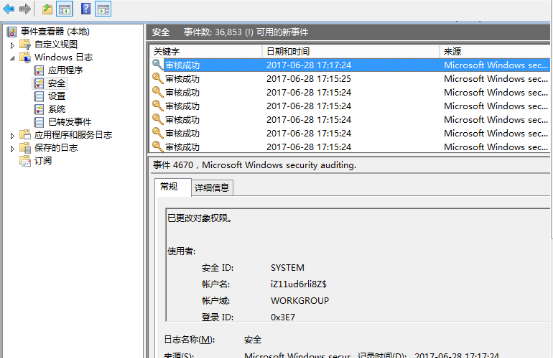 事件查看器 (本地)
自定义视图
Windows 日志
应用程序
安全
设置
系统
已转发事件
应用程序和服务日志
保存的日志
订阅
安全 事件数: 36,853 (!) 可用的新事件
关键字 日期和时间 来源
审核成功 2017-06-28 17:17:24 Microsoft Windows sec...
审核成功 2017-06-28 17:15:25 Microsoft Windows sec...
审核成功 2017-06-28 17:15:24 Microsoft Windows sec...
审核成功 2017-06-28 17:15:24 Microsoft Windows sec...
审核成功 2017-06-28 17:15:24 Microsoft Windows sec...
审核成功 2017-06-28 17:15:24 Microsoft Windows sec...
审核成功 2017-06-28 17:15:24 Microsoft Windows sec...
事件 4670，Microsoft Windows security auditing.
常规 详细信息
已更改对象权限。
使用者:
安全 ID: SYSTEM
帐户名: iZ11ud6rli8Z$
帐户域: WORKGROUP
登录 ID: 0x3E7
日志名称(M): 安全
来源(S): Microsoft Windows secur 记录时间(D): 2017-06-28 17:17:24